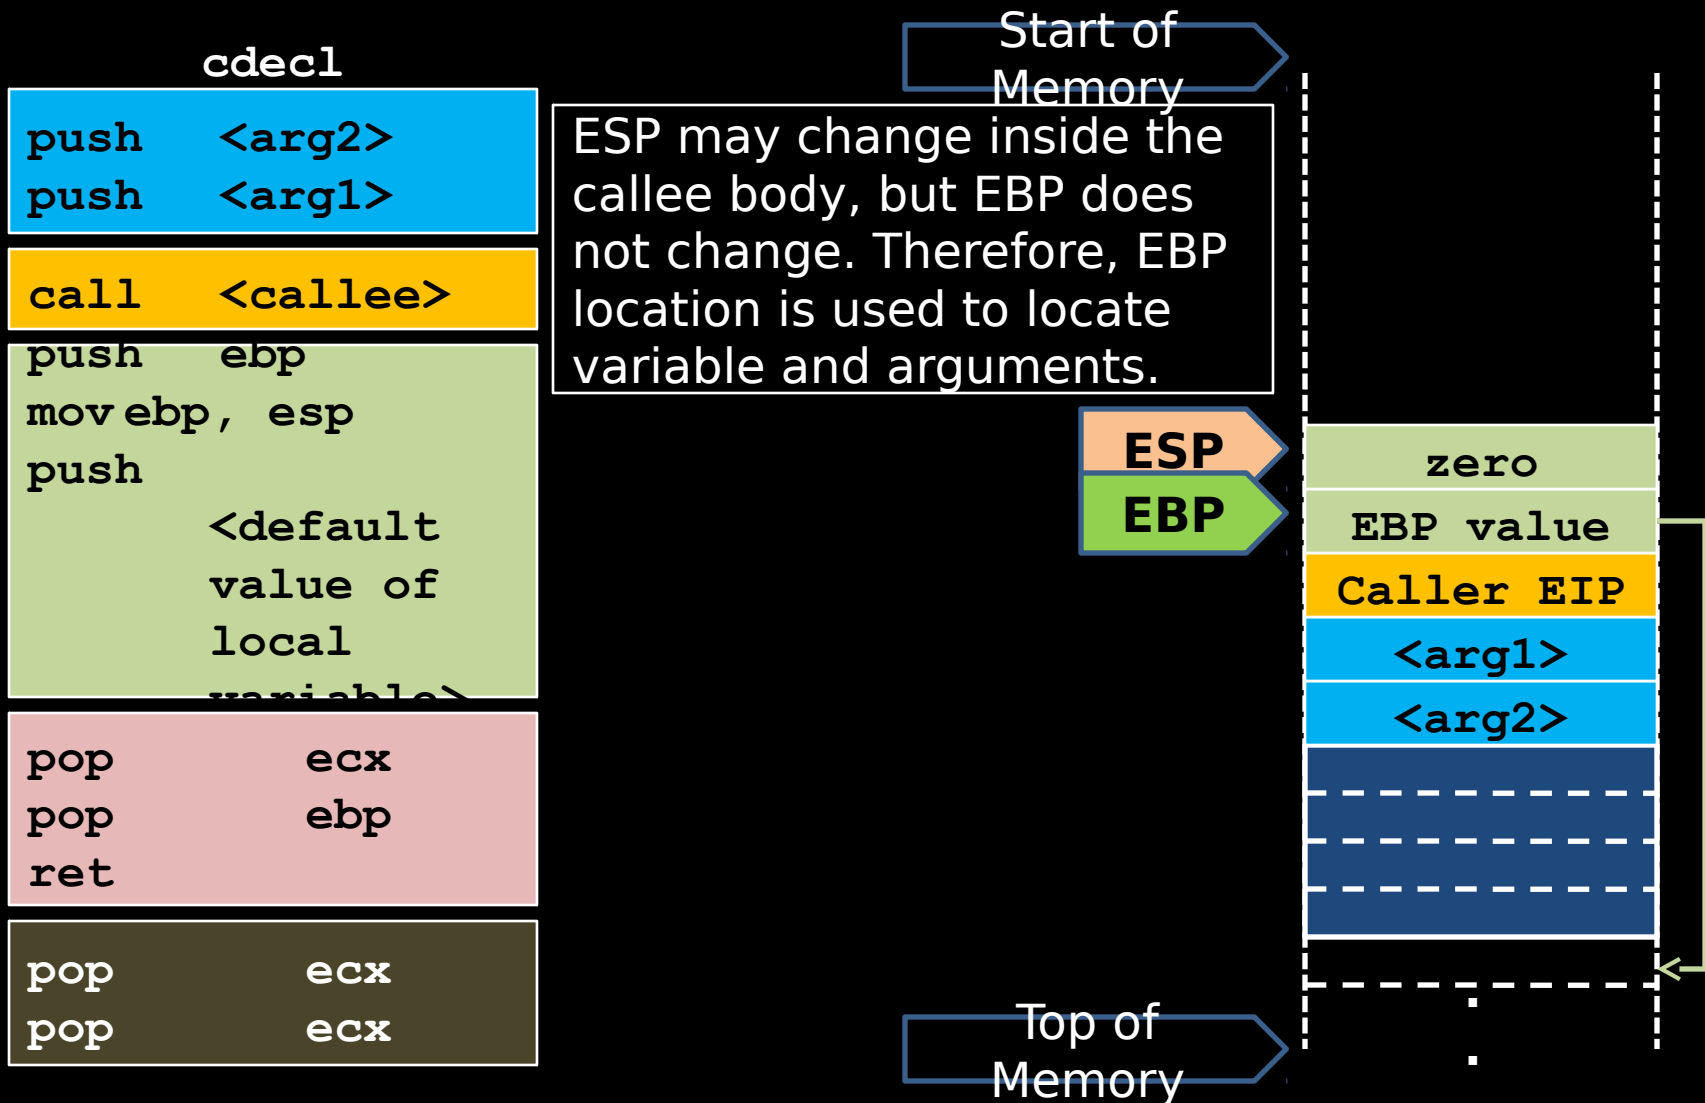 cdecl
push <arg2>
push <arg1>
call <callee>
push ebp
mov ebp, esp
push
<default
value of
local
variable>
pop ecx
pop ebp
ret
pop ecx
pop ecx
Start of
Memory
ESP may change inside the
callee body, but EBP does
not change. Therefore, EBP
location is used to locate
variable and arguments.
ESP
EBP
zero
EBP value
Caller EIP
<arg1>
<arg2>
.
.
Top of
Memory